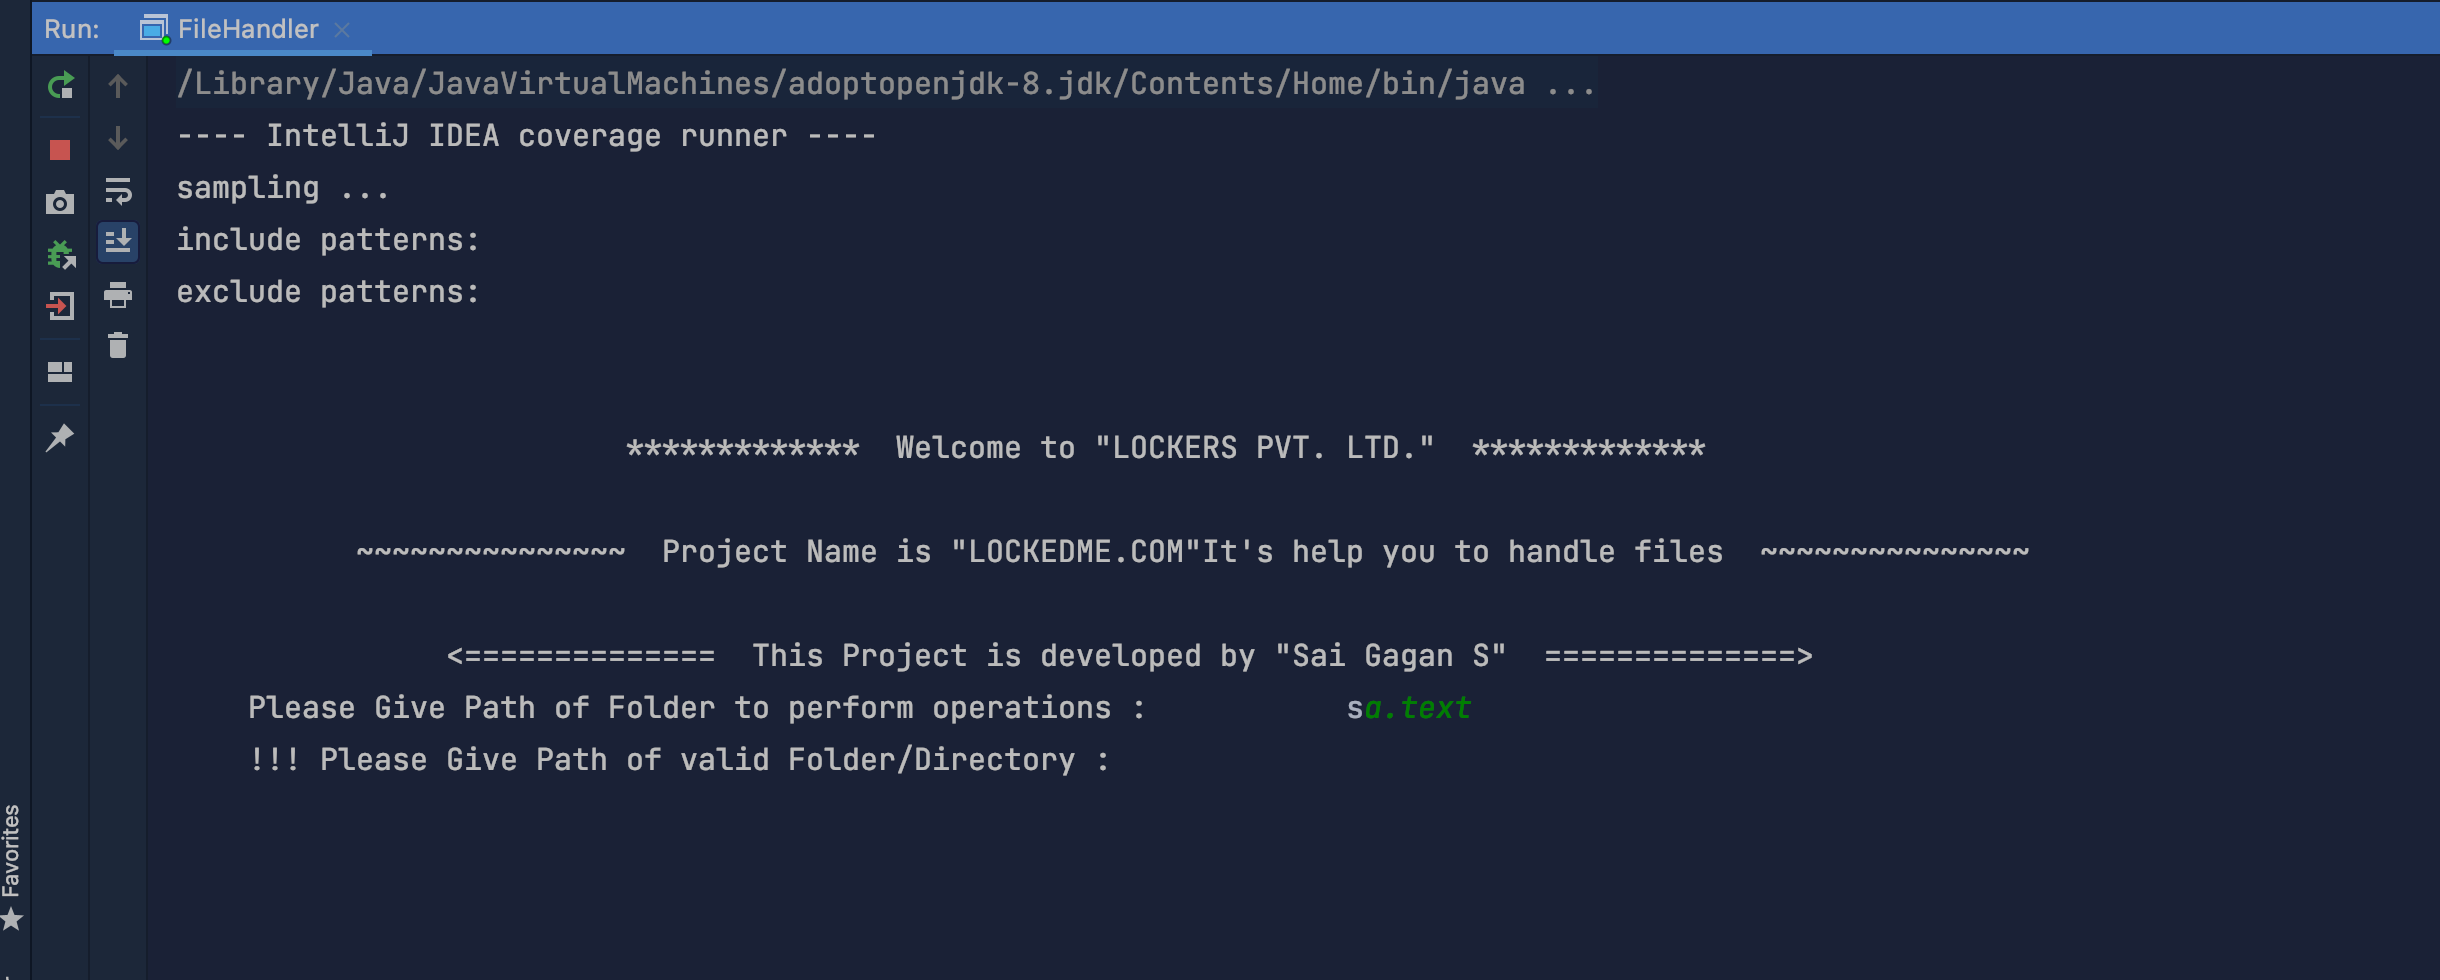 Run: FileHandler
/Library/Java/JavaVirtualMachines/adoptopenjdk-8.jdk/Contents/Home/bin/java ...
---- IntelliJ IDEA coverage runner ----
sampling ...
include patterns:
exclude patterns:
************* Welcome to "LOCKERS PVT. LTD." *************
~~~~~~~~~~~~~~~ Project Name is "LOCKEDME.COM"It's help you to handle files ~~~~~~~~~~~~~~~
<============== This Project is developed by "Sai Gagan S" ==============>
Please Give Path of Folder to perform operations : sa.text
!!! Please Give Path of valid Folder/Directory :
Favorites